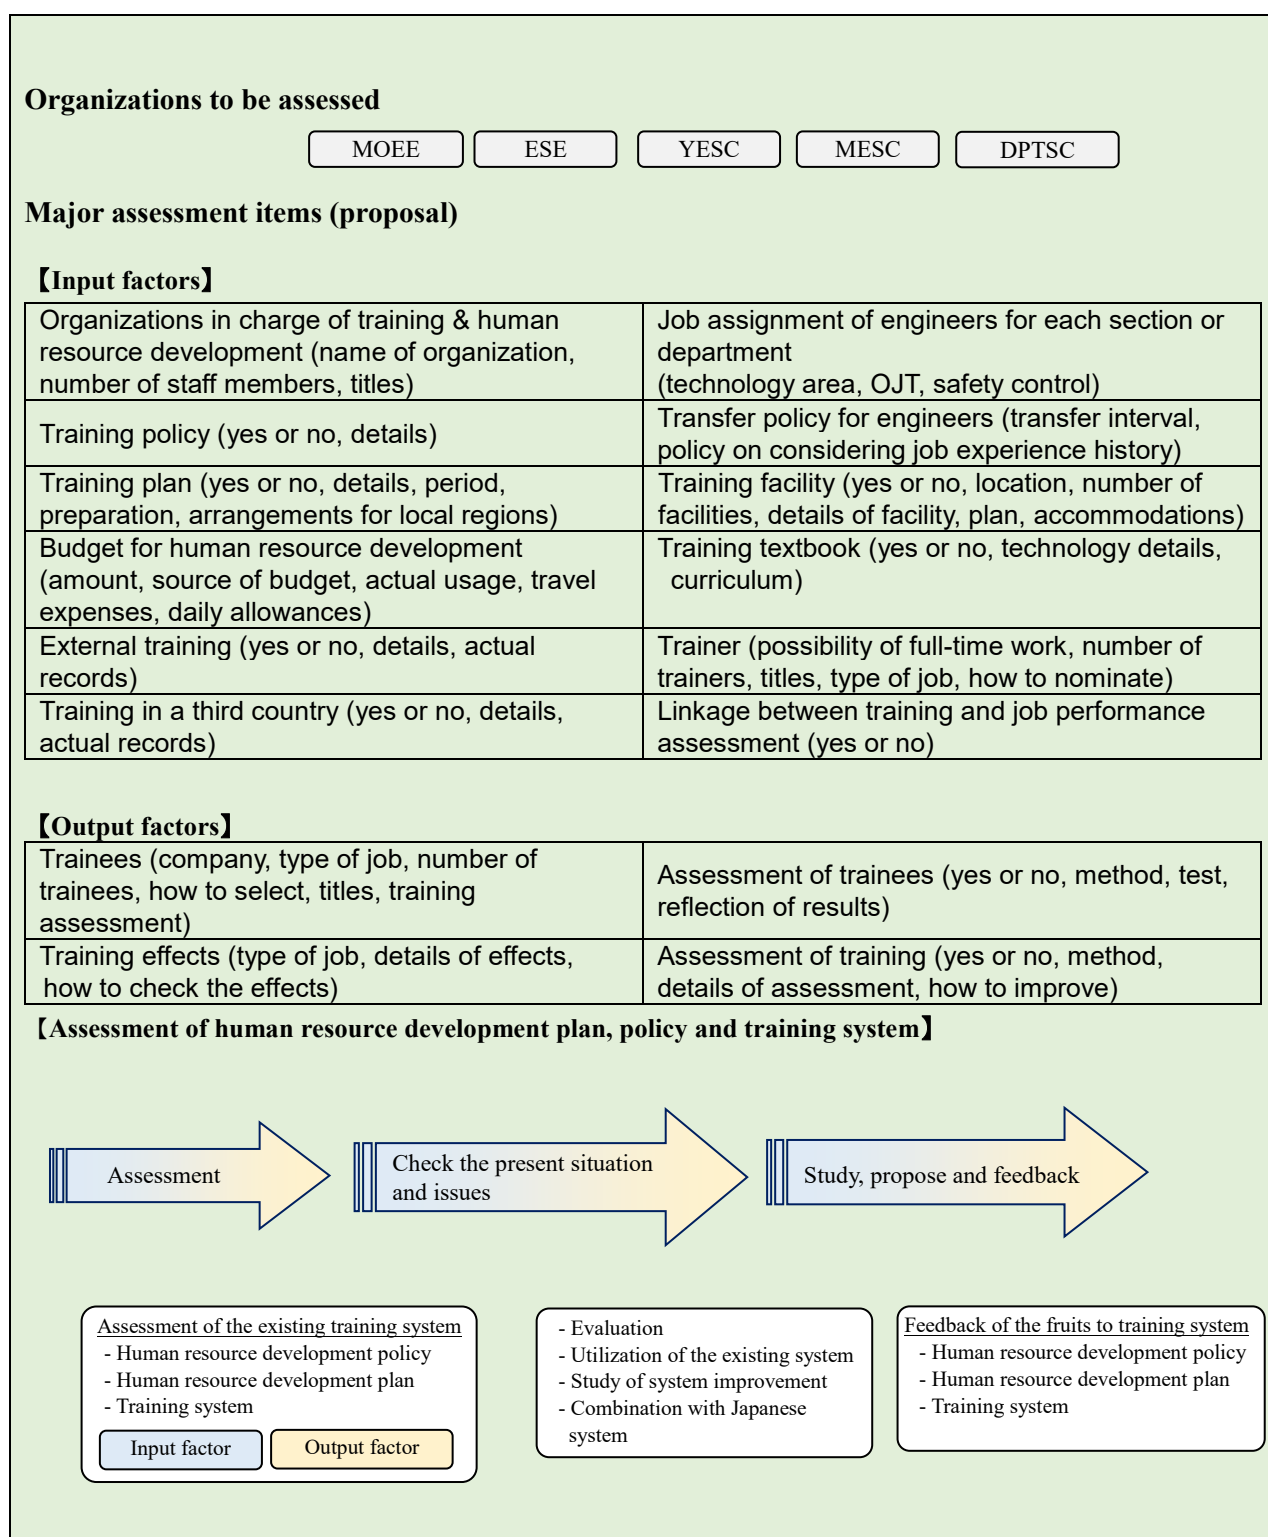 Organizations to be assessed
MOEE
ESE
YESC
MESC
DPTSC
Major assessment items (proposal)
【Input factors】
Organizations in charge of training & human
resource development (name of organization,
number of staff members, titles)
Job assignment of engineers for each section or
department
(technology area, OJT, safety control)
Training policy (yes or no, details)
Transfer policy for engineers (transfer interval,
policy on considering job experience history)
Training plan (yes or no, details, period,
preparation, arrangements for local regions)
Training facility (yes or no, location, number of
facilities, details of facility, plan, accommodations)
Budget for human resource development
(amount, source of budget, actual usage, travel
expenses, daily allowances)
Training textbook (yes or no, technology details,
curriculum)
External training (yes or no, details, actual
records)
Trainer (possibility of full-time work, number of
trainers, titles, type of job, how to nominate)
Training in a third country (yes or no, details,
actual records)
Linkage between training and job performance
assessment (yes or no)
【Output factors】
Trainees (company, type of job, number of
trainees, how to select, titles, training
assessment)
Assessment of trainees (yes or no, method, test,
reflection of results)
Training effects (type of job, details of effects,
how to check the effects)
Assessment of training (yes or no, method,
details of assessment, how to improve)
【Assessment of human resource development plan, policy and training system】
Assessment
Check the present situation
and issues
Study, propose and feedback
Assessment of the existing training system
- Human resource development policy
- Human resource development plan
- Training system
Input factor
Output factor
- Evaluation
- Utilization of the existing system
- Study of system improvement
- Combination with Japanese
system
Feedback of the fruits to training system
- Human resource development policy
- Human resource development plan
- Training system